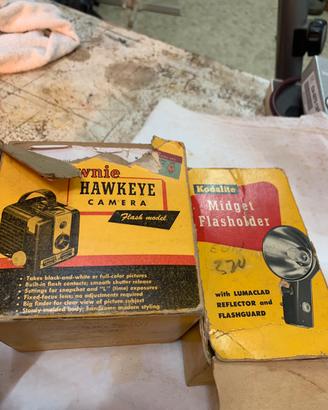 HAWKEYE
CAMERA
Flash model
• Takes black-and-white or full-color pictures
• Built-in flash contacts; smooth shutter release
• Settings for snapshot and "L" (time) exposures
• Fixed-focus lens; no adjustments required
• Big finder for clear view of picture subject
• Sturdy molded body; handsome modern styling
Kodalite
Midget
Flasholder
with LUMACLAD
REFLECTOR and
FLASHGUARD